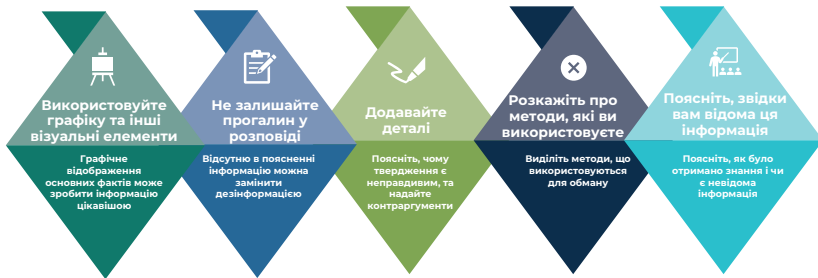 Використовуйте
графіку та інші
візуальні елементи
Графічне
відображення
основних фактів може
зробити інформацію
цікавішою
Не залишайте
прогалин у
розповіді
Відсутню в поясненні
інформацію можна
замінити
дезінформацією
Додавайте
деталі
Поясніть, чому
твердження є
неправдивим, та
надайте
контраргументи
Розкажіть про
методи, які ви
використовуєте
Виділіть методи, що
використовуються
для обману
Поясніть, звідки
вам відома ця
інформація
Поясніть, як було
отримано знання і чи
є невідома
інформація